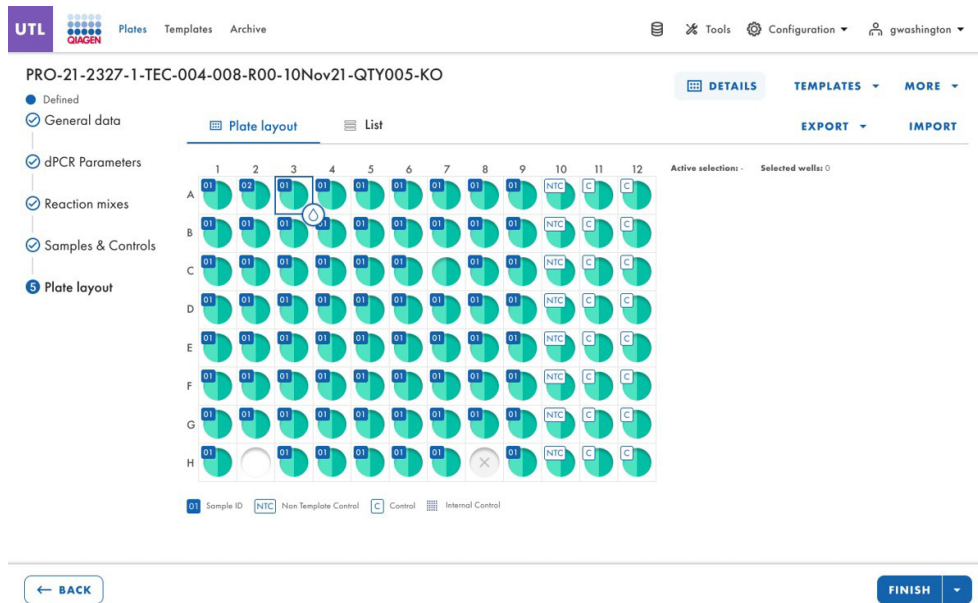 UTL QIAGEN Plates Templates Archive Tools Configuration gwashington
PRO-21-2327-1-TEC-004-008-R00-10Nov21-QTY005-KO
DETAILS TEMPLATES MORE
Defined
General data
Plate layout List EXPORT IMPORT
dPCR Parameters
Reaction mixes
Samples & Controls
5 Plate layout
1 2 3 4 5 6 7 8 9 10 11 12
Active selection: - Selected wells: 0
A 01 02 01 01 01 01 01 01 01 NTC C C
B 01 01 01 01 01 01 01 01 01 NTC C C
C 01 01 01 01 01 01 01 01 NTC C C
D 01 01 01 01 01 01 01 01 01 NTC C C
E 01 01 01 01 01 01 01 01 01 NTC C C
F 01 01 01 01 01 01 01 01 01 NTC C C
G 01 01 01 01 01 01 01 01 01 NTC C C
H 01 01 01 01 01 01 01 NTC C C
01 Sample ID NTC Non Template Control C Control Internal Control
← BACK
FINISH